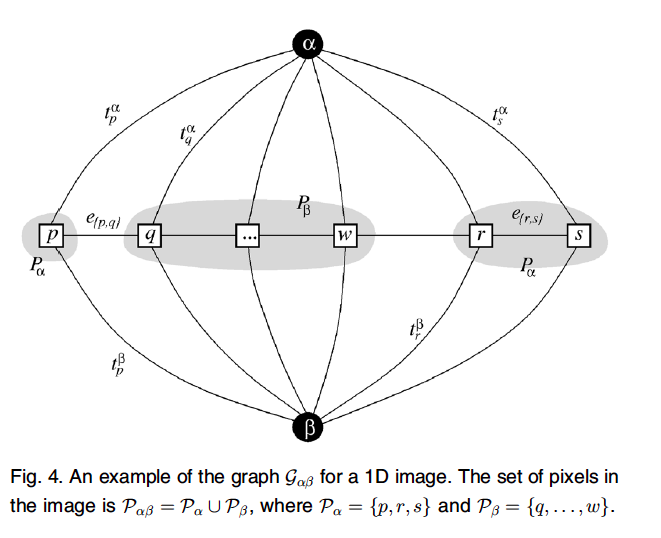 α
t_p^α
t_q^α
t_s^α
P_β
e_{p,q}
e_{r,s}
p
q
...
w
r
s
P_α
P_α
t_r^β
t_p^β
β
Fig. 4. An example of the graph 𝒢_αβ for a 1D image. The set of pixels in
the image is 𝒫_αβ = 𝒫_α ∪ 𝒫_β, where 𝒫_α = {p, r, s} and 𝒫_β = {q, . . . , w}.